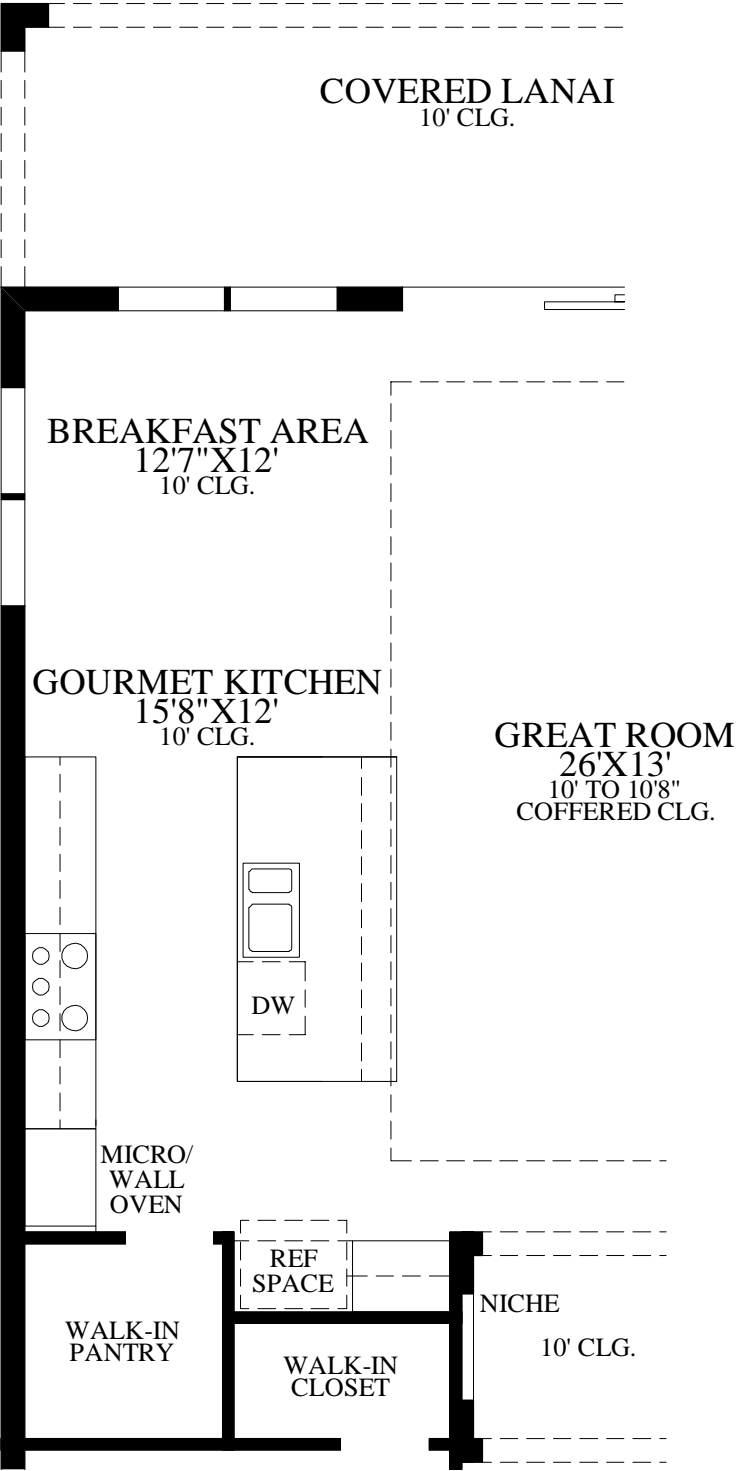 COVERED LANAI
10' CLG.
BREAKFAST AREA
12'7"X12'
10' CLG.
GOURMET KITCHEN
15'8"X12'
10' CLG.
GREAT ROOM
26'X13'
10' TO 10'8"
COFFERED CLG.
DW
MICRO/
WALL
OVEN
REF
SPACE
NICHE
10' CLG.
WALK-IN
PANTRY
WALK-IN
CLOSET